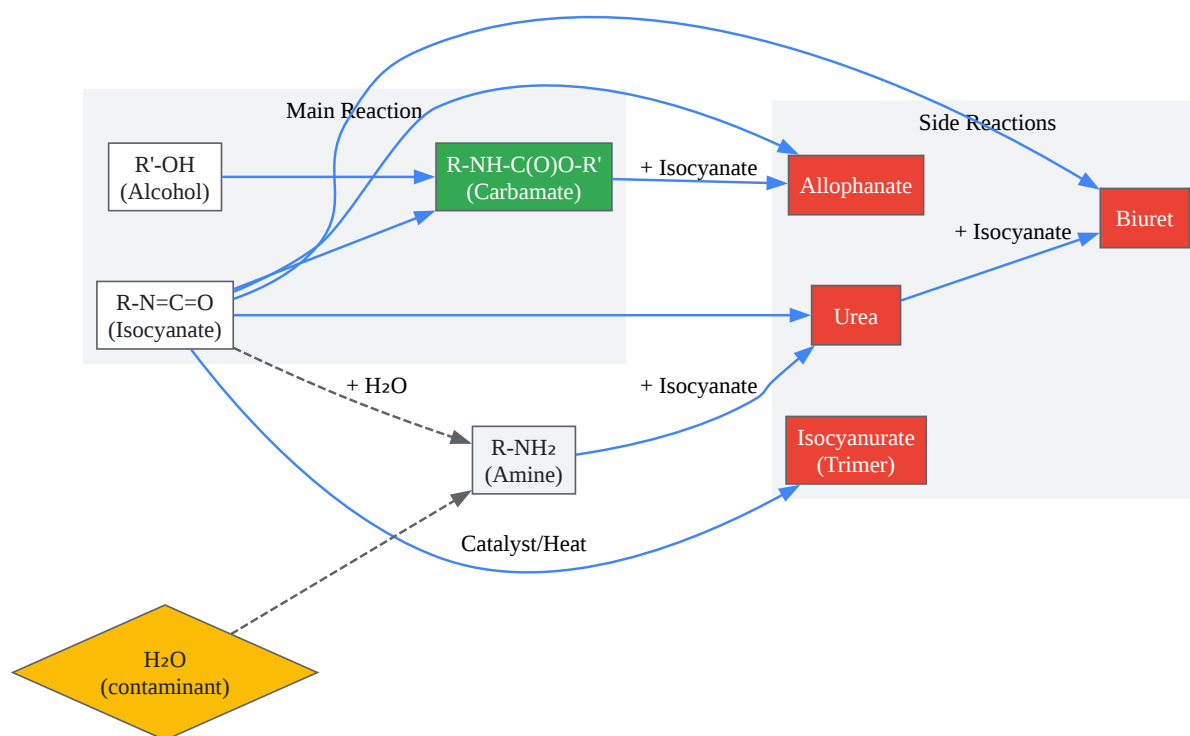 Main Reaction
Side Reactions
R'-OH
(Alcohol)
R-NH-C(O)O-R'
(Carbamate)
+ Isocyanate
Allophanate
Biuret
+ Isocyanate
R-N=C=O
(Isocyanate)
Urea
+ H₂O
+ Isocyanate
R-NH₂
(Amine)
Isocyanurate
(Trimer)
Catalyst/Heat
H₂O
(contaminant)